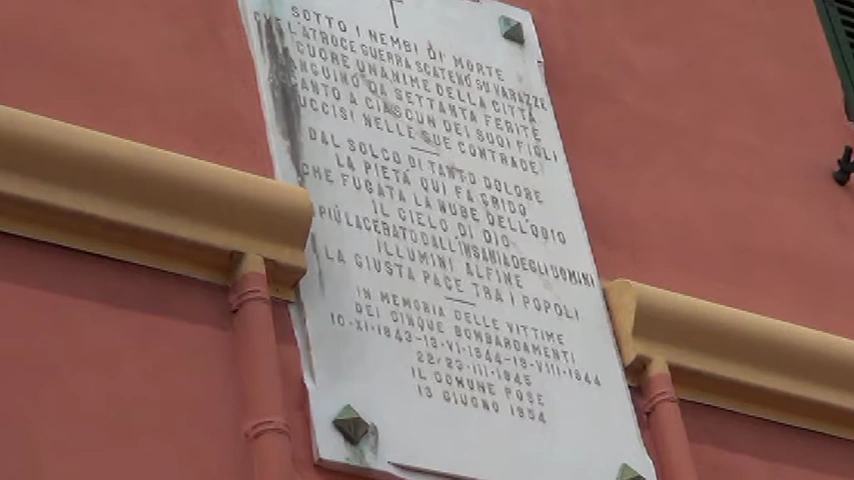 SOTTO I NEMBI DI MORTE
CHE L'ATROCE GUERRA SCATENÒ SU VARAZZE
CUORE UNANIME DELLA CITTÀ
SANGUINÒ DA SETTANTA FERITE
CANTO A CIASCUN DEI SUOI FIGLI
UCCISI NELLE SUE CONTRADE
DAL SOLCO DI TANTO DOLORE
LA PIETÀ QUI FA GRIDO
CHE FUGATA LA NUBE DELL'ODIO
IL CIELO DI DIO
PIÙ LACERATO DALL'INSANIA DEGLI UOMINI
ILLUMINI ALFINE
LA GIUSTA PACE TRA I POPOLI
IN MEMORIA DELLE VITTIME
DEI CINQUE BOMBARDAMENTI
10-XI-1943-13-VI-1944-19-VIII-1944
22/23-III-1945
IL COMUNE POSE
13 GIUGNO 1954